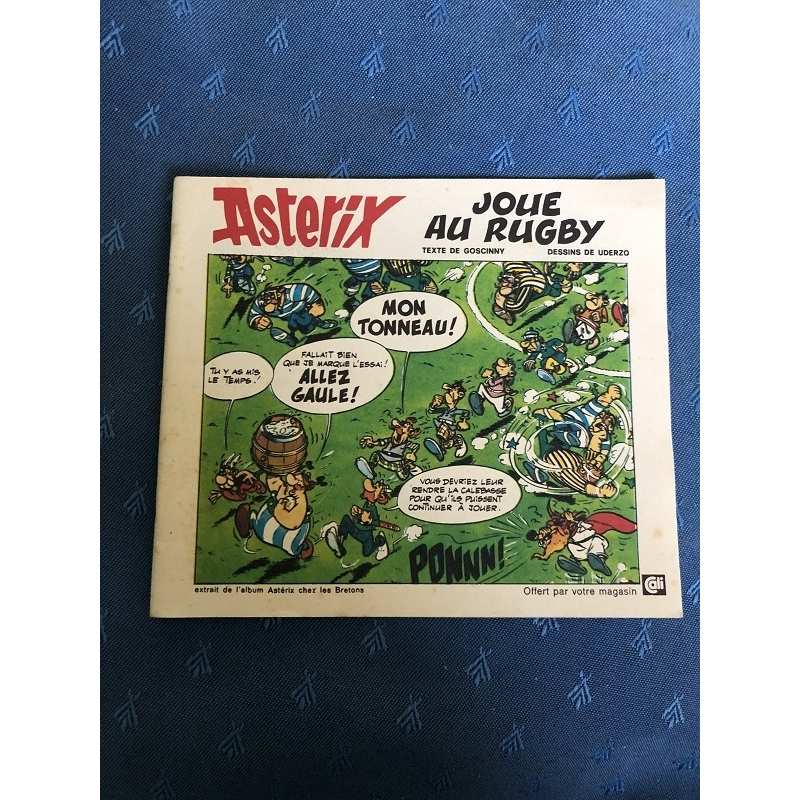 Asterix
JOUE
AU RUGBY
TEXTE DE GOSCINNY DESSINS DE UDERZO
MON
TONNEAU!
TU Y AS MIS
LE TEMPS!
FALLAIT BIEN
QUE JE MARQUE L'ESSAI!
ALLEZ
GAULE!
VOUS DEVRIEZ LEUR
RENDRE LA CALEBASSE
POUR QU'ILS PUISSENT
CONTINUER À JOUER.
PONNN!
extrait de l'album Astérix chez les Bretons
Offert par votre magasin Cali